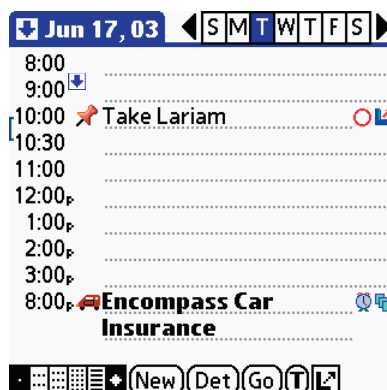 Jun 17, 03 S M T W T F S
8:00
9:00
10:00 Take Lariam
10:30
11:00
12:00p
1:00p
2:00p
3:00p
8:00p Encompass Car
Insurance
New Det Go T